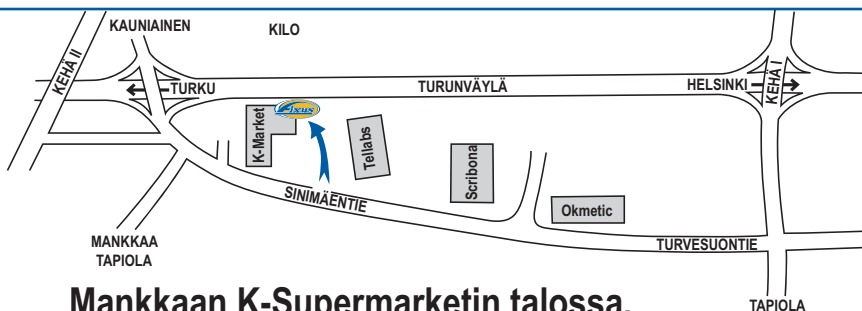 KAUNIAINEN
KILO
KEHÄ II
TURKU
TURUNVÄYLÄ
HELSINKI
KEHÄ I
Axus
K-Market
Tellabs
Scribona
Okmetic
SINIMÄENTIE
TURVESUONTIE
MANKKAA
TAPIOLA
TAPIOLA
Mankkaan K-Supermarketin talossa.